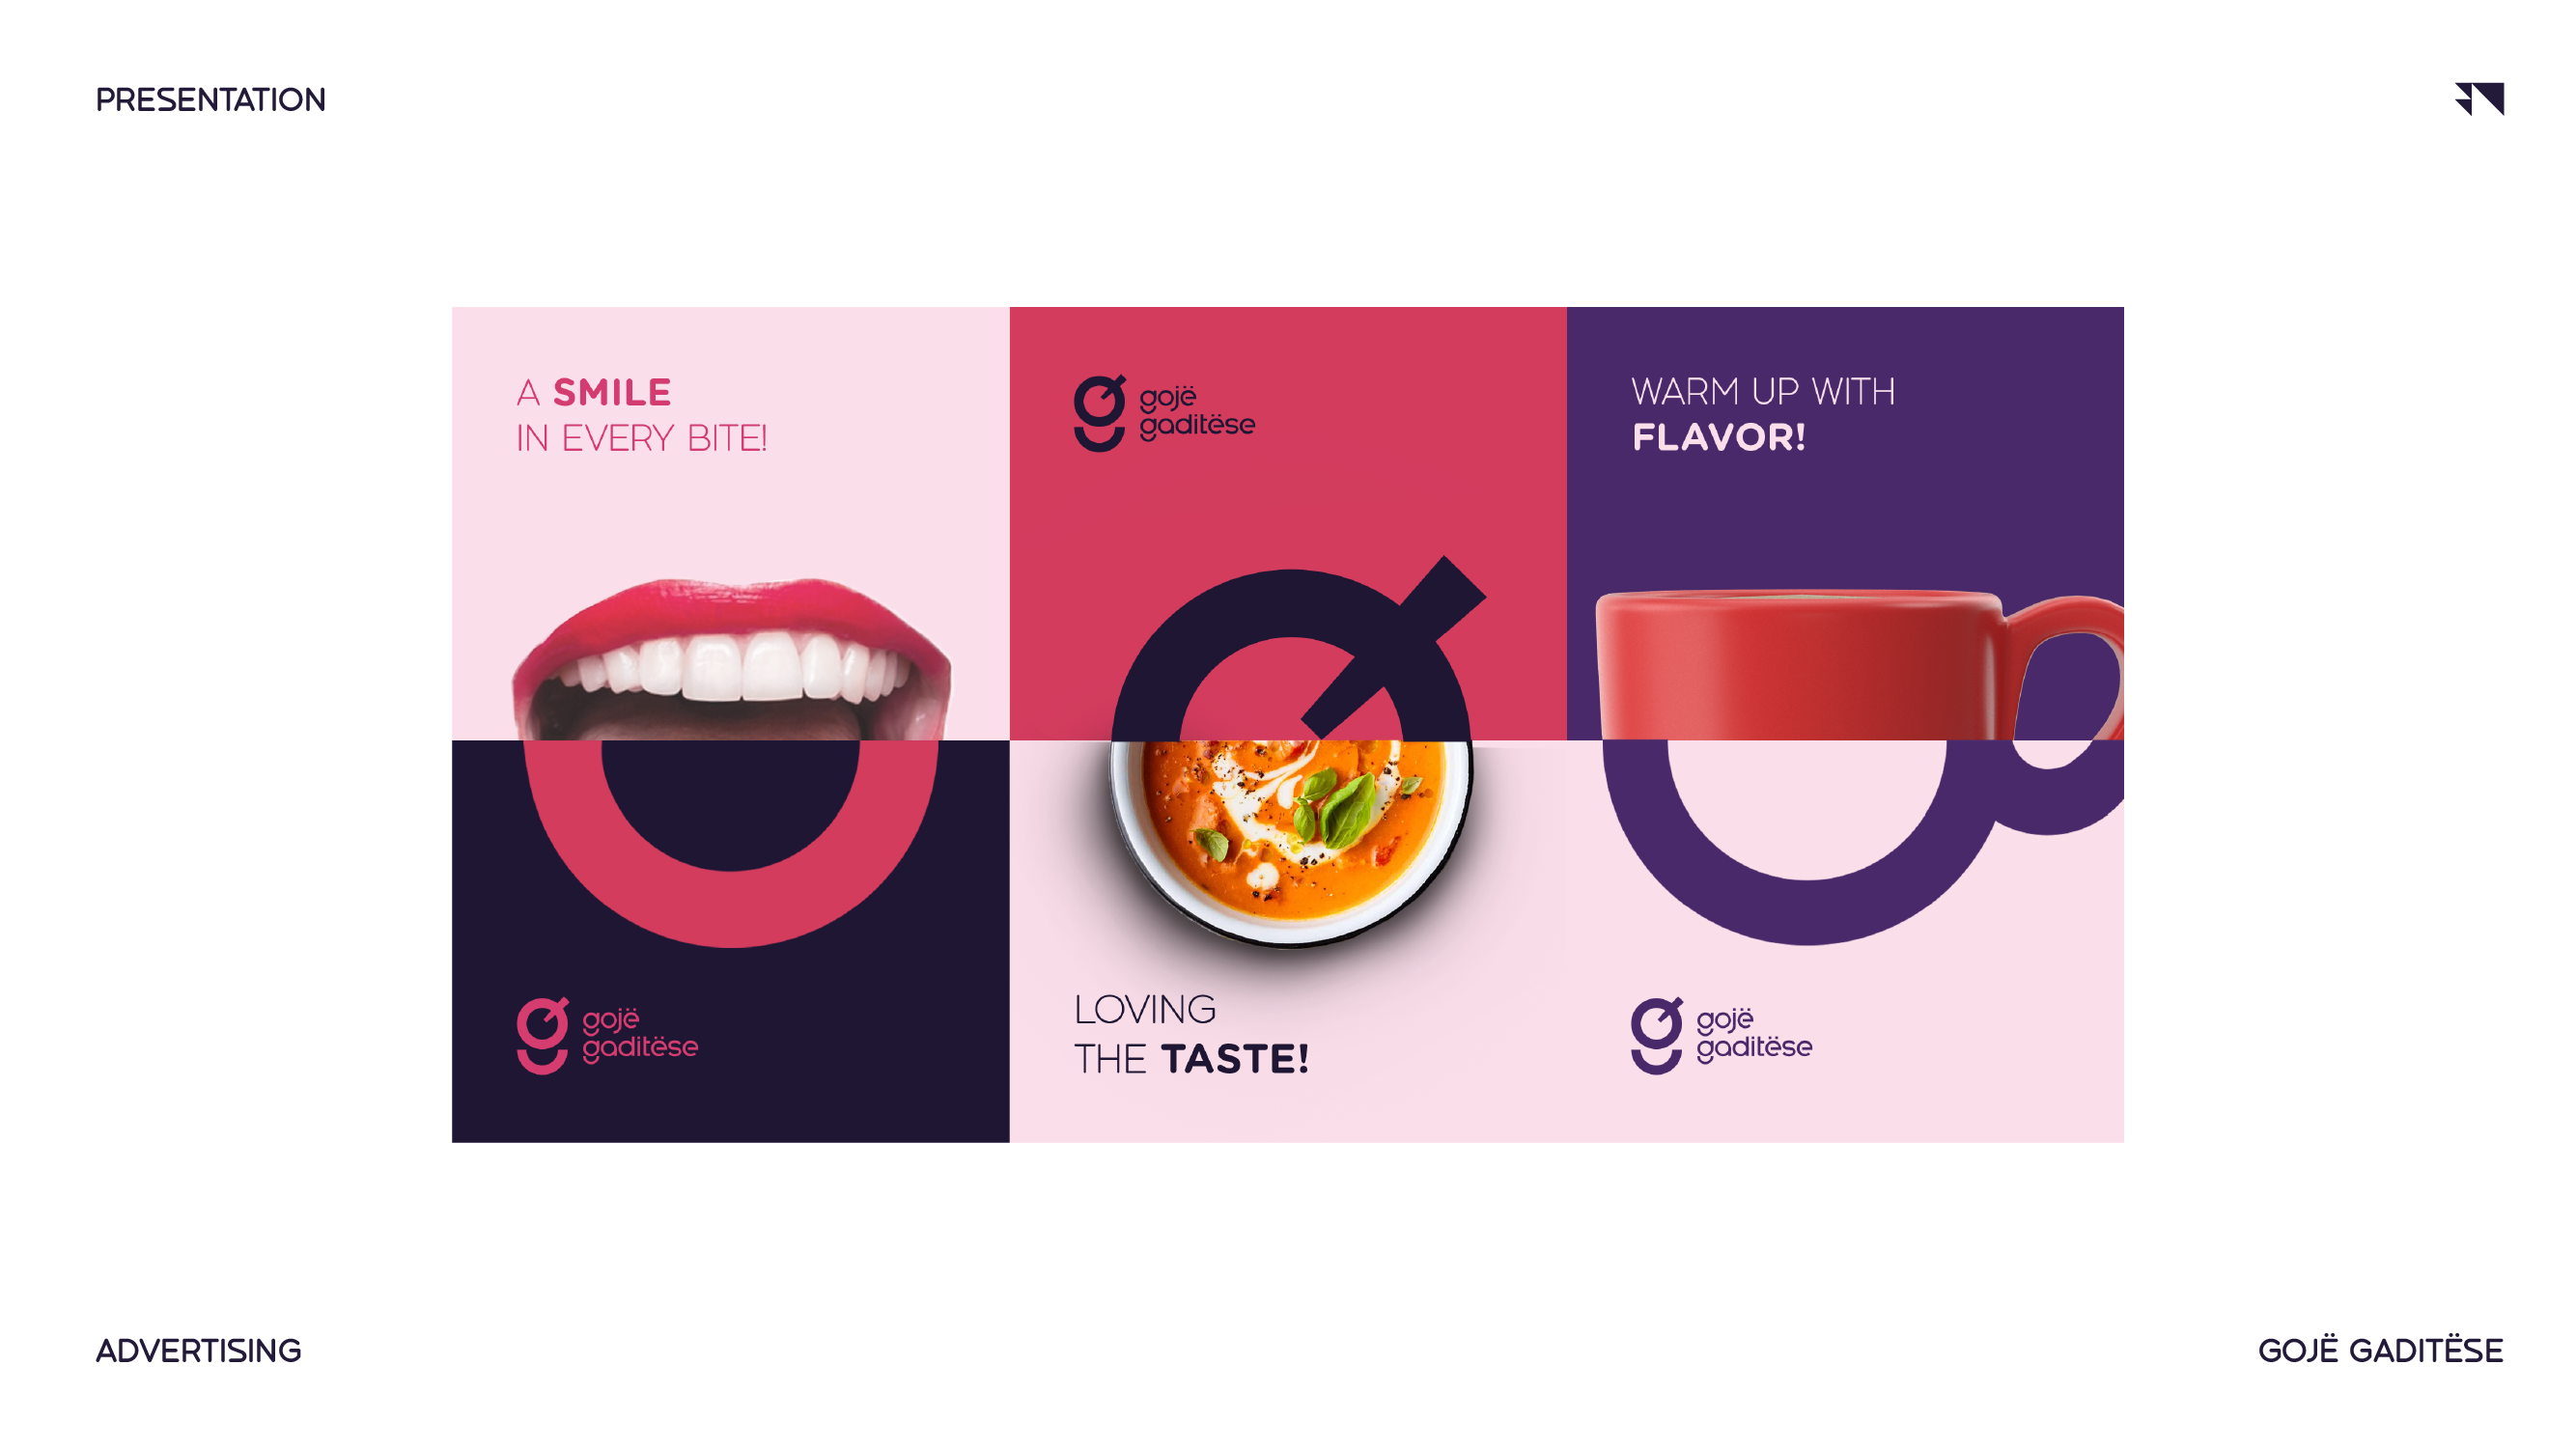 PRESENTATION
A SMILE
IN EVERY BITE!
gojë
gaditëse
gojë
gaditëse
LOVING
THE TASTE!
WARM UP WITH
FLAVOR!
gojë
gaditëse
ADVERTISING
GOJË GADITËSE